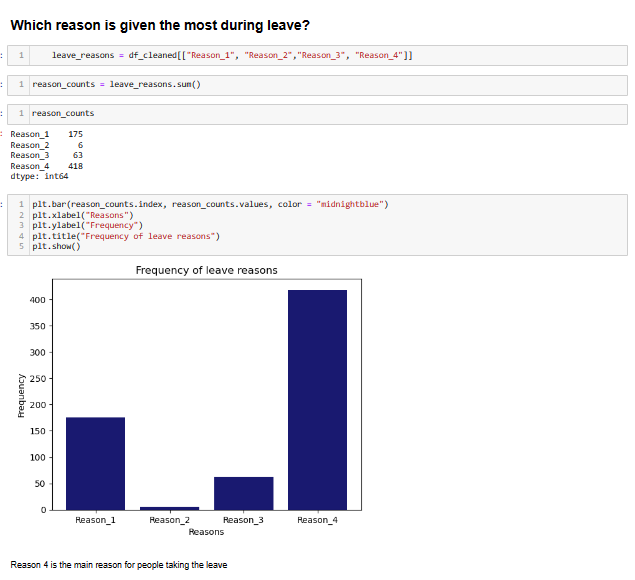 Which reason is given the most during leave?
: 1 leave_reasons = df_cleaned[["Reason_1", "Reason_2","Reason_3", "Reason_4"]]
: 1 reason_counts = leave_reasons.sum()
: 1 reason_counts
: Reason_1 175
Reason_2 6
Reason_3 63
Reason_4 418
dtype: int64
: 1 plt.bar(reason_counts.index, reason_counts.values, color = "midnightblue")
2 plt.xlabel("Reasons")
3 plt.ylabel("Frequency")
4 plt.title("Frequency of leave reasons")
5 plt.show()
Frequency of leave reasons
400
350
300
250
200
150
100
50
0
Frequency
Reason_1 Reason_2 Reason_3 Reason_4
Reasons
Reason 4 is the main reason for people taking the leave